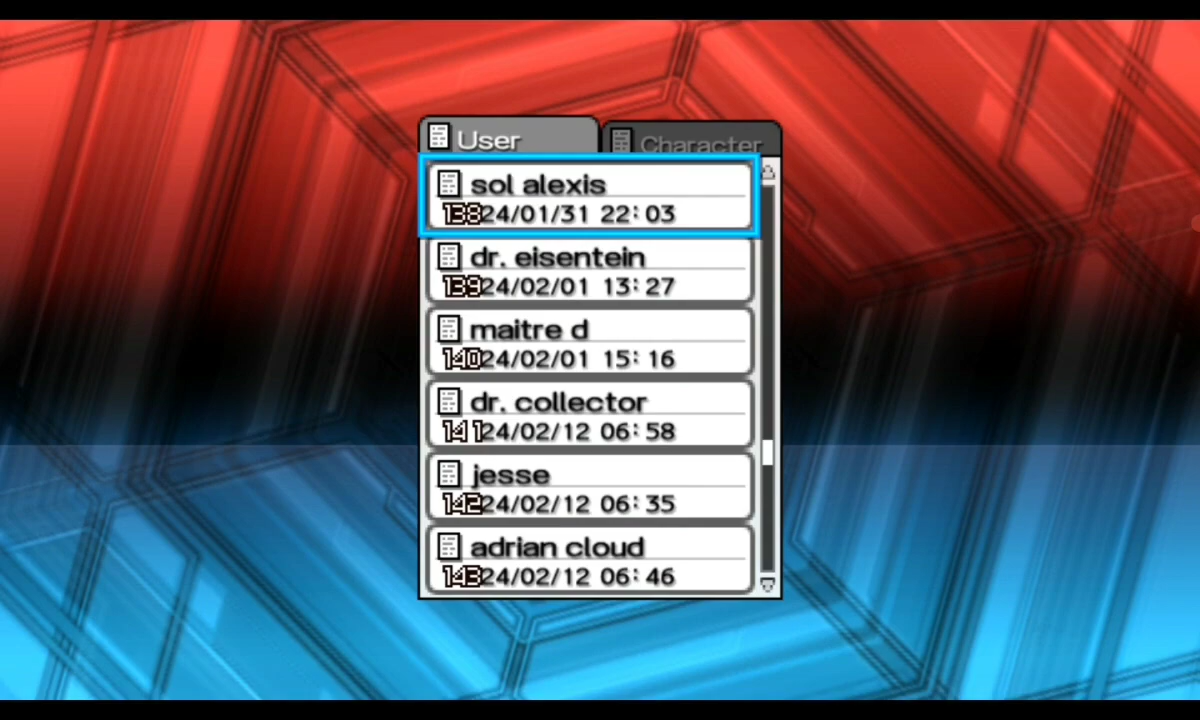 User
Character
sol alexis
138 24/01/31 22:03
dr. eisentein
139 24/02/01 13:27
maitre d
140 24/02/01 15:16
dr. collector
141 24/02/12 06:58
jesse
142 24/02/12 06:35
adrian cloud
143 24/02/12 06:46